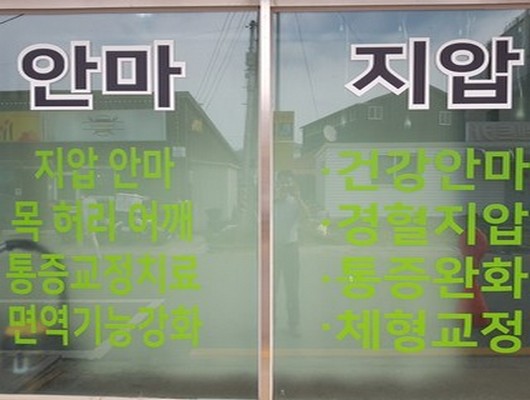 안마
지압 안마
목 허리 어깨
통증교정치료
면역기능강화
지압
·건강안마
·경혈지압
·통증완화
·체형교정